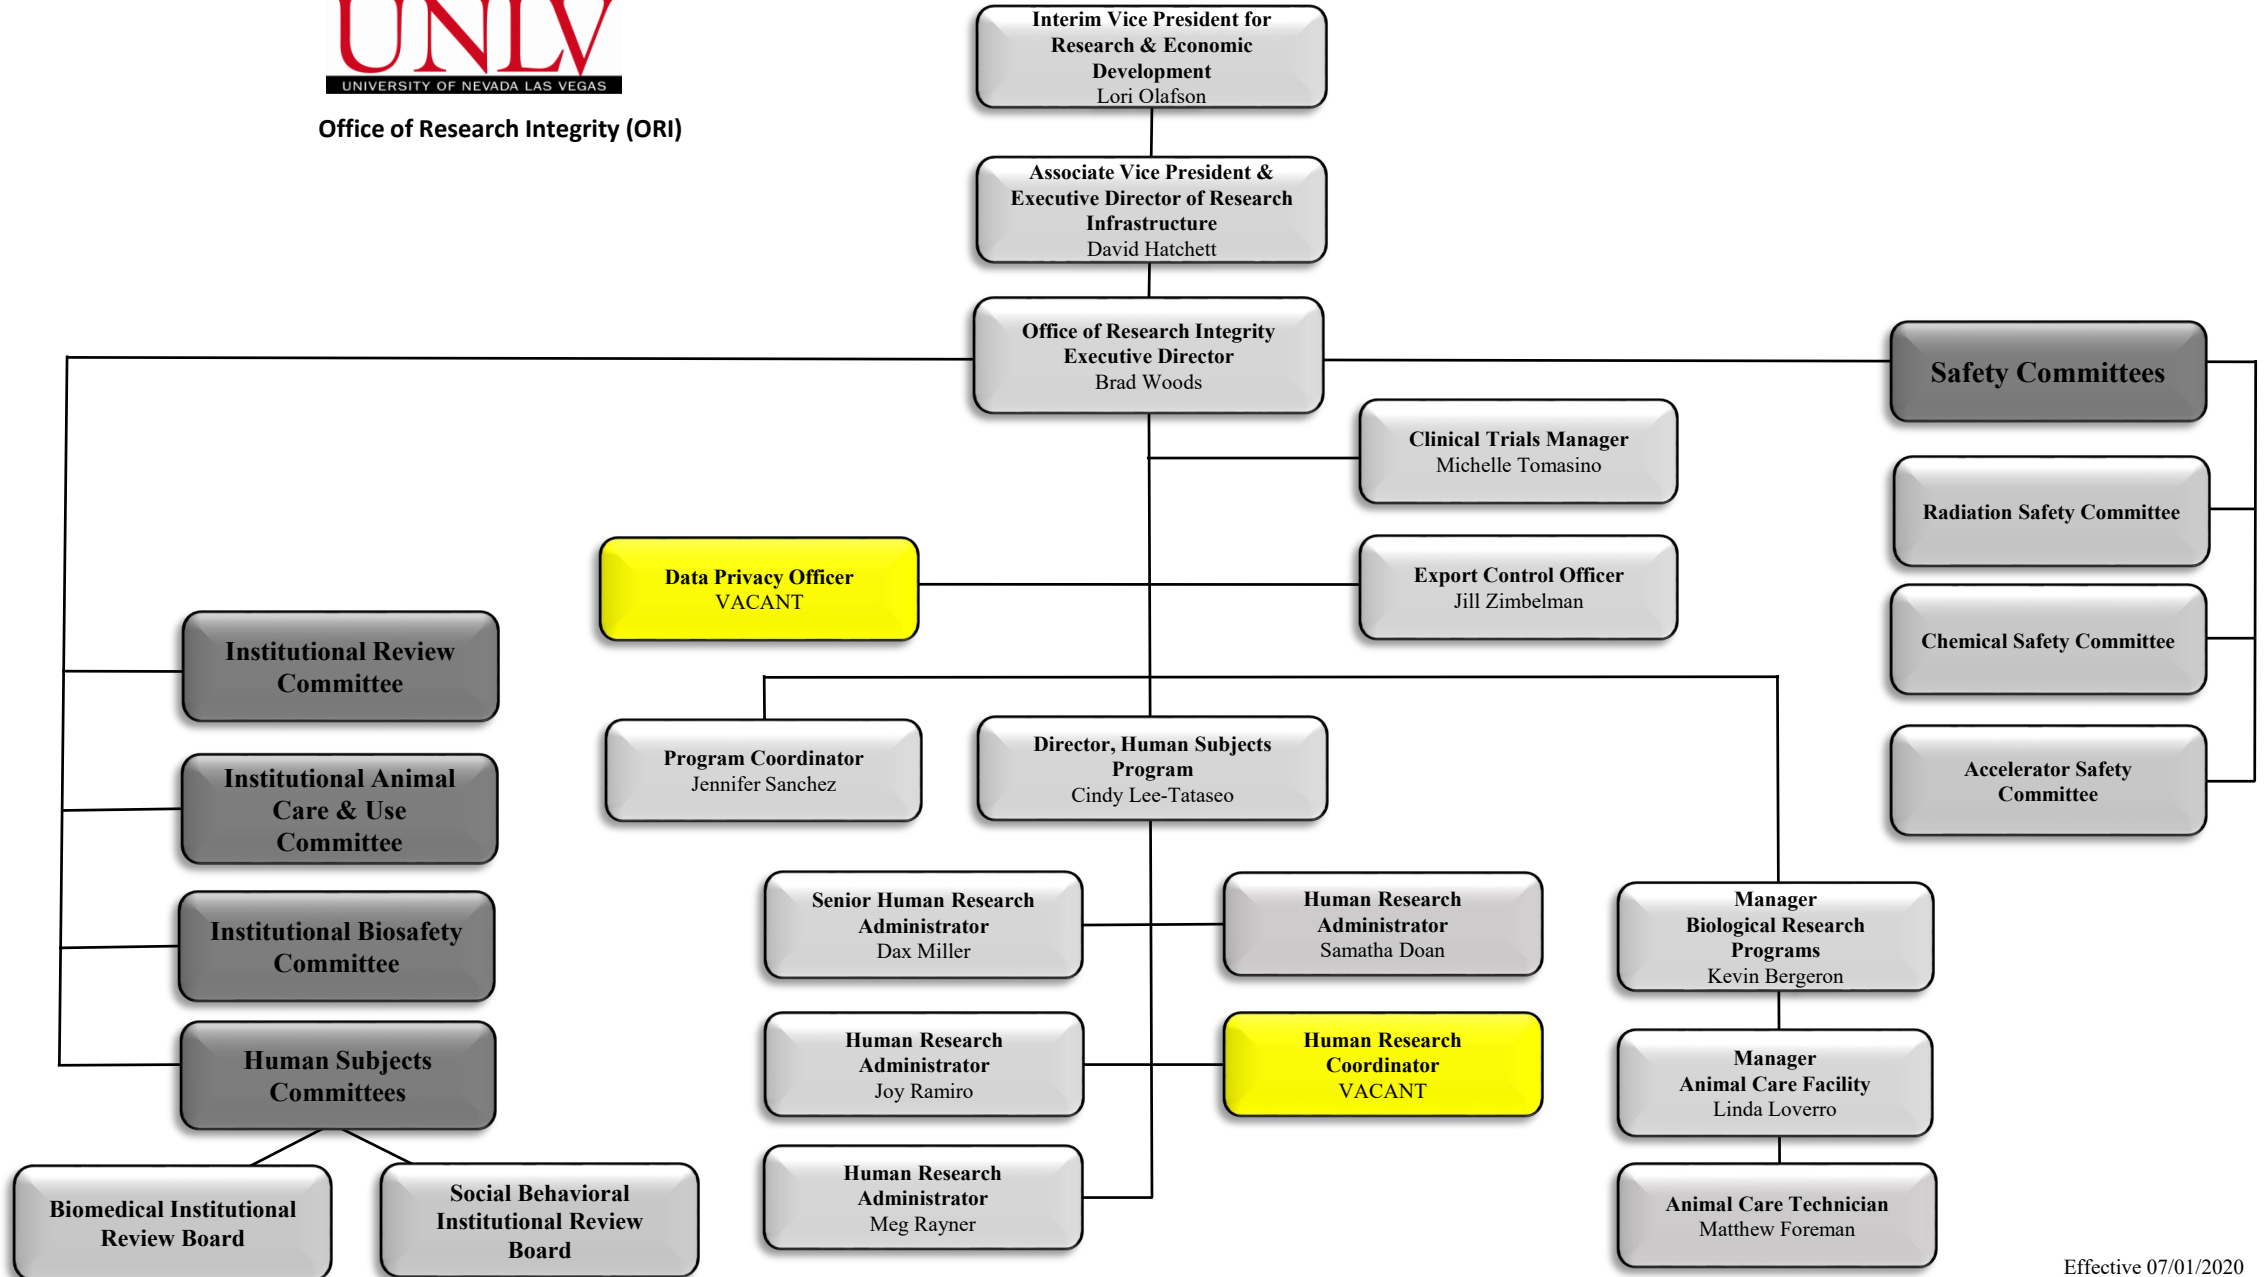 UNLV
UNIVERSITY OF NEVADA LAS VEGAS
Office of Research Integrity (ORI)
Interim Vice President for
Research & Economic
Development
Lori Olafson
Associate Vice President &
Executive Director of Research
Infrastructure
David Hatchett
Office of Research Integrity
Executive Director
Brad Woods
Safety Committees
Clinical Trials Manager
Michelle Tomasino
Radiation Safety Committee
Data Privacy Officer
VACANT
Export Control Officer
Jill Zimbelman
Chemical Safety Committee
Institutional Review
Committee
Program Coordinator
Jennifer Sanchez
Director, Human Subjects
Program
Cindy Lee-Tataseo
Accelerator Safety
Committee
Institutional Animal
Care & Use
Committee
Senior Human Research
Administrator
Dax Miller
Human Research
Administrator
Samatha Doan
Manager
Biological Research
Programs
Kevin Bergeron
Institutional Biosafety
Committee
Human Subjects
Committees
Human Research
Administrator
Joy Ramiro
Human Research
Coordinator
VACANT
Manager
Animal Care Facility
Linda Loverro
Biomedical Institutional
Review Board
Social Behavioral
Institutional Review
Board
Human Research
Administrator
Meg Rayner
Animal Care Technician
Matthew Foreman
Effective 07/01/2020